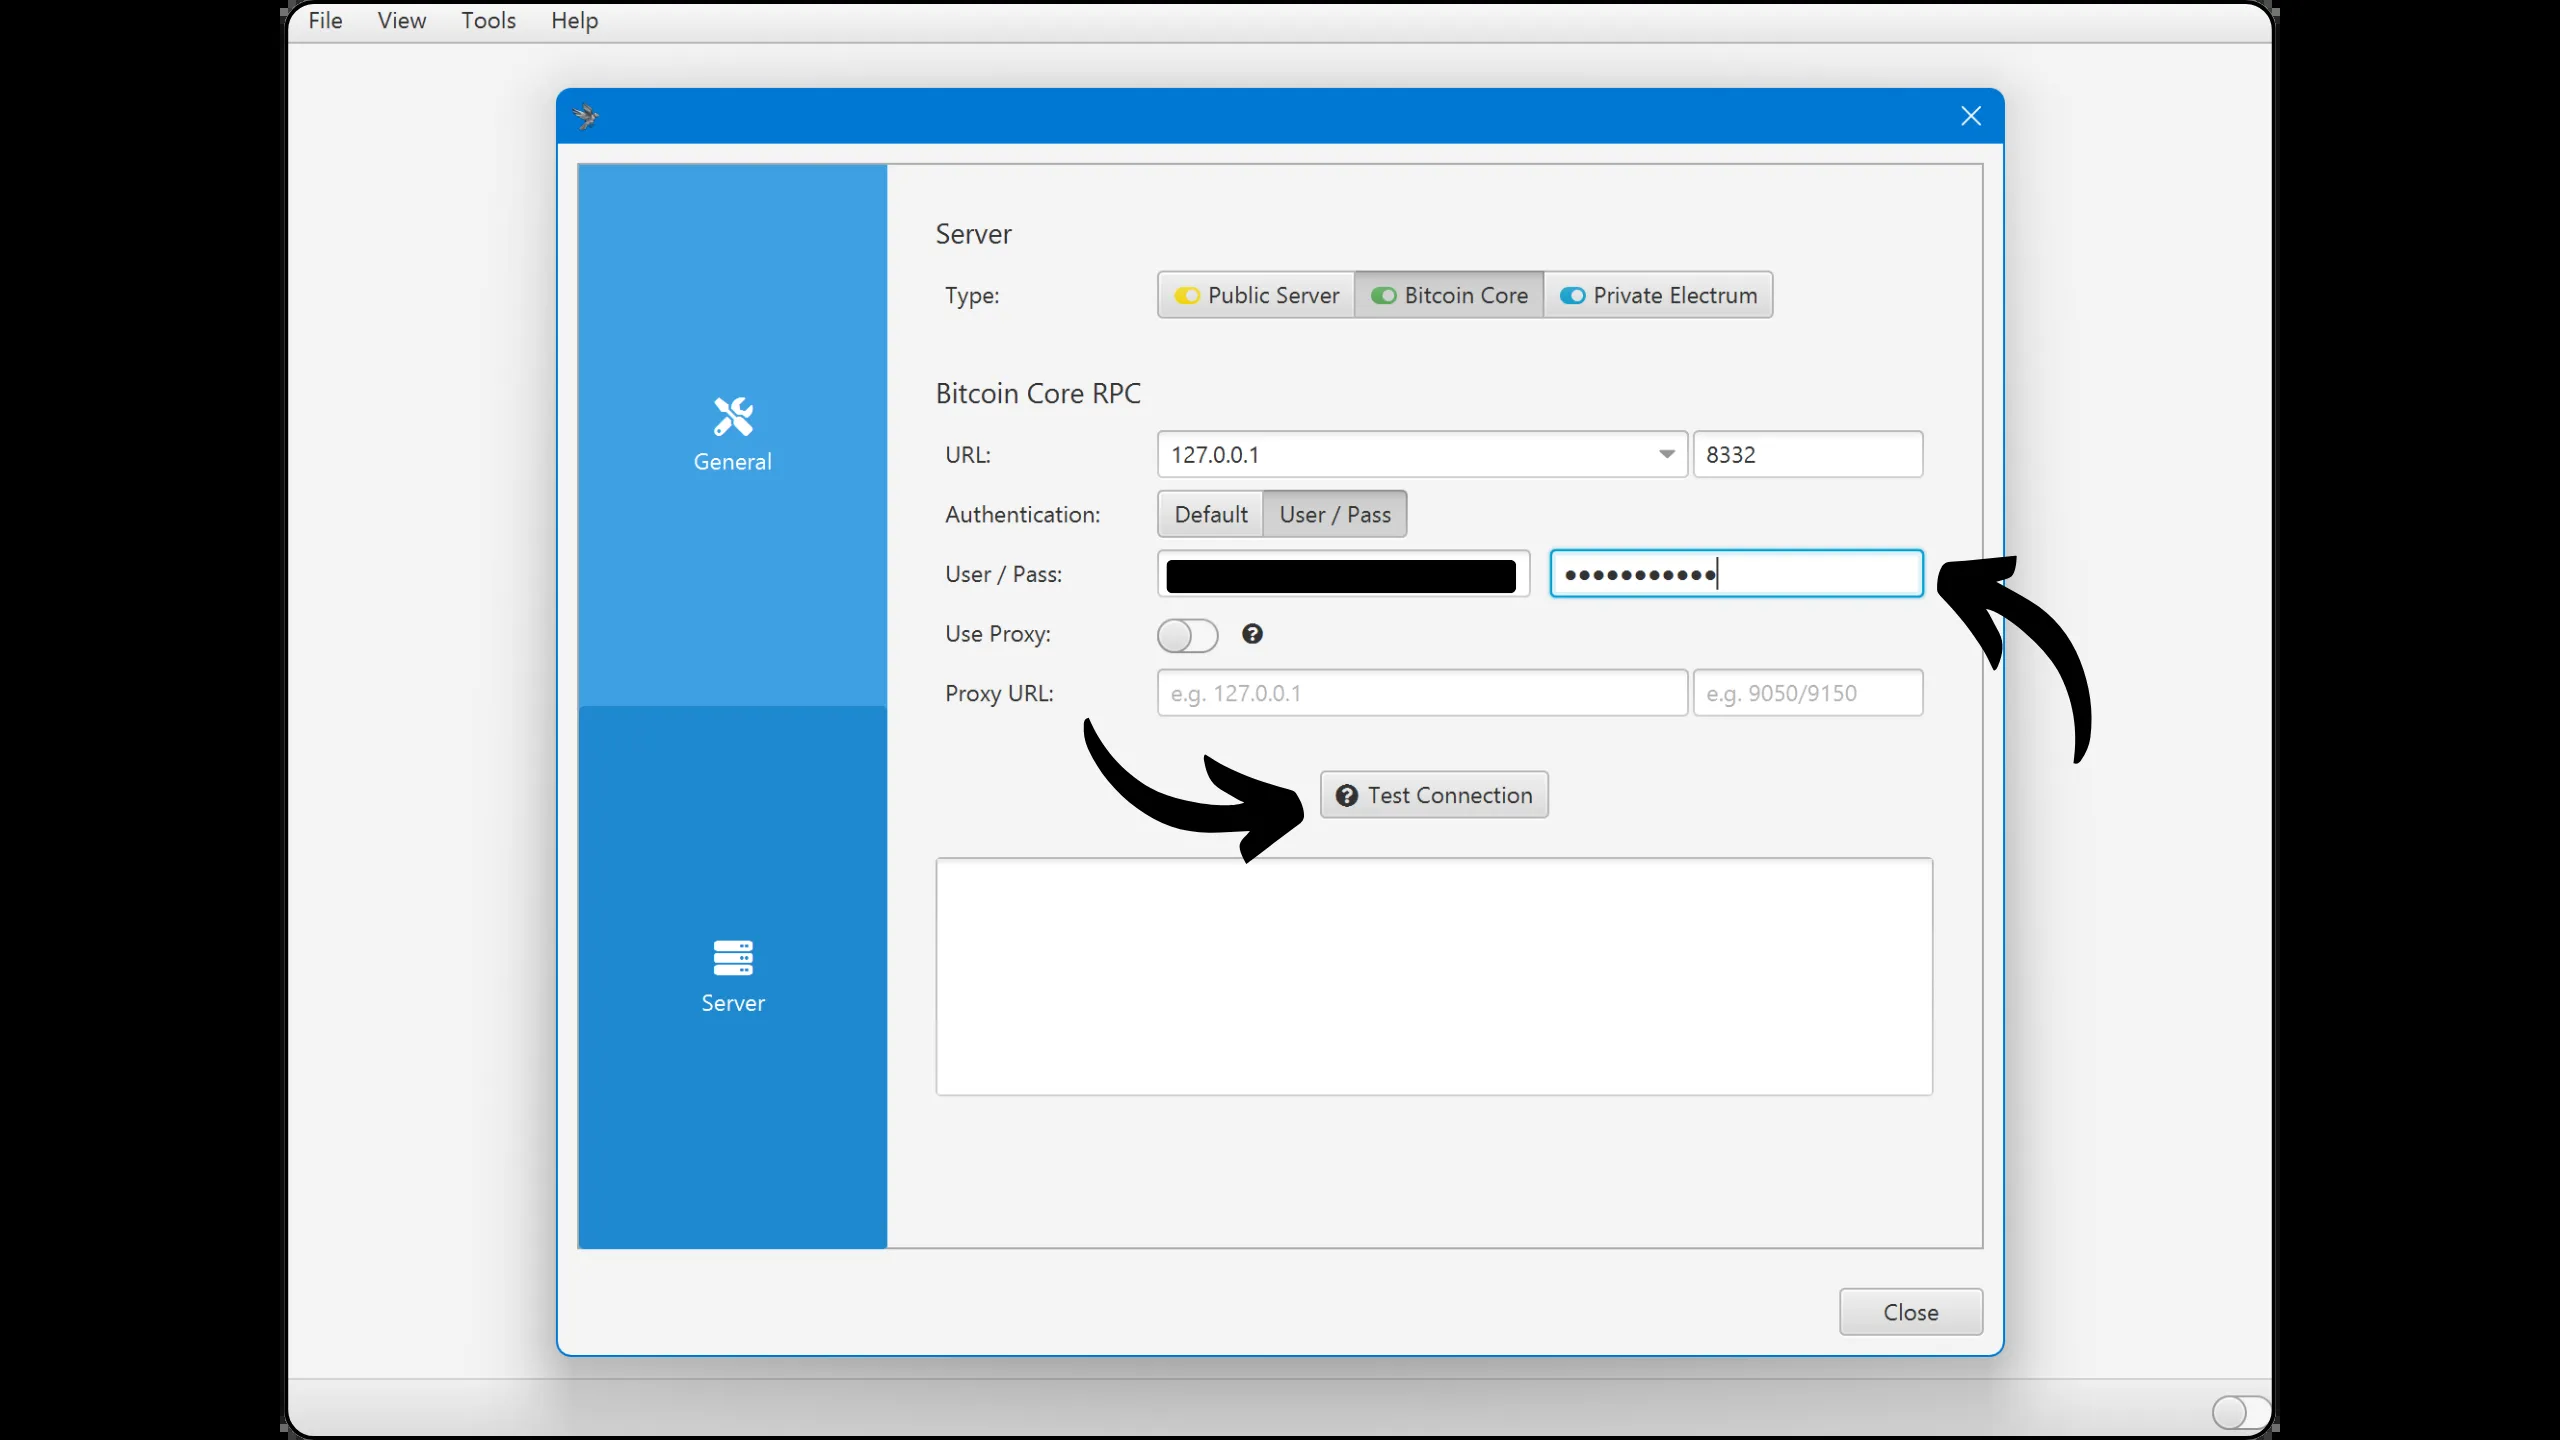 File View Tools Help
Server
Type: Public Server Bitcoin Core Private Electrum
Bitcoin Core RPC
URL: 127.0.0.1 8332
Authentication: Default User / Pass
User / Pass: •••••••••••
Use Proxy:
Proxy URL: e.g. 127.0.0.1 e.g. 9050/9150
Test Connection
General
Server
Close